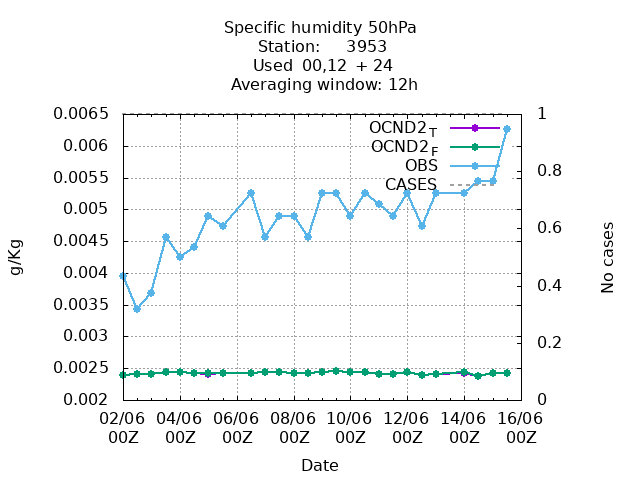 Specific humidity 50hPa
Station: 3953
Used 00,12 + 24
Averaging window: 12h
0.0065
0.006
0.0055
0.005
0.0045
0.004
0.0035
0.003
0.0025
0.002
g/Kg
OCND2T
OCND2F
OBS
CASES
1
0.8
0.6
0.4
0.2
0
No cases
02/06 04/06 06/06 08/06 10/06 12/06 14/06 16/06
00Z 00Z 00Z 00Z 00Z 00Z 00Z 00Z
Date